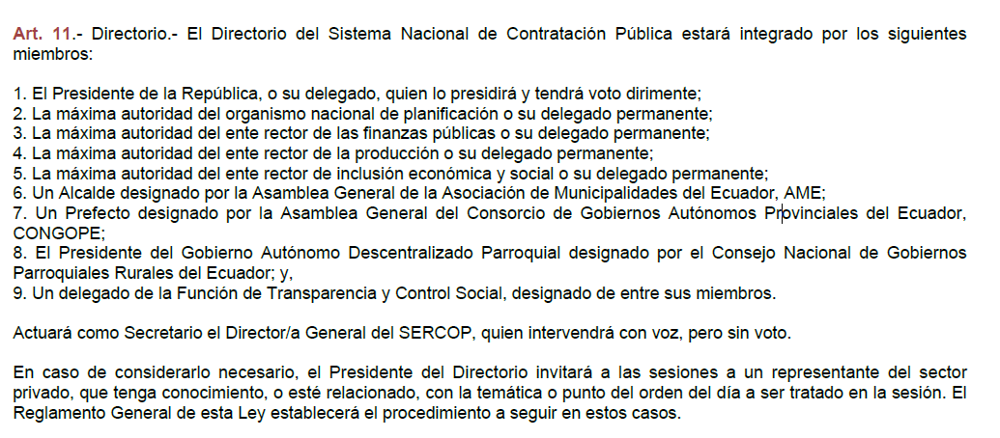 Art. 11.- Directorio.- El Directorio del Sistema Nacional de Contratación Pública estará integrado por los siguientes
miembros:
1. El Presidente de la República, o su delegado, quien lo presidirá y tendrá voto dirimente;
2. La máxima autoridad del organismo nacional de planificación o su delegado permanente;
3. La máxima autoridad del ente rector de las finanzas públicas o su delegado permanente;
4. La máxima autoridad del ente rector de la producción o su delegado permanente;
5. La máxima autoridad del ente rector de inclusión económica y social o su delegado permanente;
6. Un Alcalde designado por la Asamblea General de la Asociación de Municipalidades del Ecuador, AME;
7. Un Prefecto designado por la Asamblea General del Consorcio de Gobiernos Autónomos Provinciales del Ecuador,
CONGOPE;
8. El Presidente del Gobierno Autónomo Descentralizado Parroquial designado por el Consejo Nacional de Gobiernos
Parroquiales Rurales del Ecuador; y,
9. Un delegado de la Función de Transparencia y Control Social, designado de entre sus miembros.
Actuará como Secretario el Director/a General del SERCOP, quien intervendrá con voz, pero sin voto.
En caso de considerarlo necesario, el Presidente del Directorio invitará a las sesiones a un representante del sector
privado, que tenga conocimiento, o esté relacionado, con la temática o punto del orden del día a ser tratado en la sesión. El
Reglamento General de esta Ley establecerá el procedimiento a seguir en estos casos.